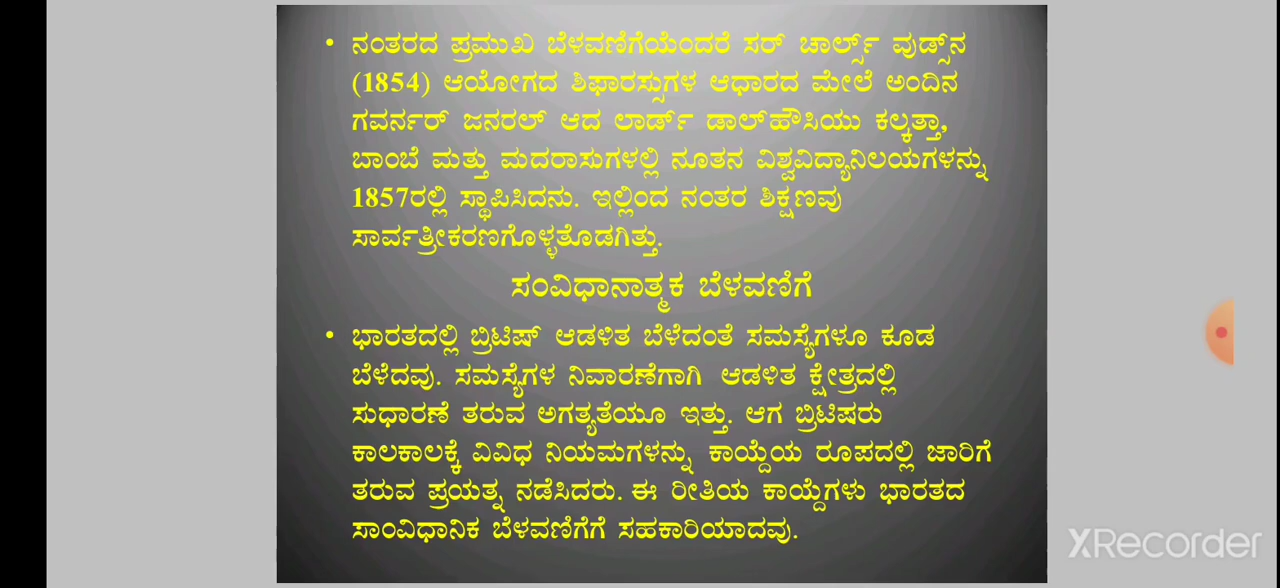 • ನಂತರದ ಪ್ರಮುಖ ಬೆಳವಣಿಗೆಯೆಂದರೆ ಸರ್ ಚಾರ್ಲ್ಸ್ ವುಡ್ಸ್‌ನ
(1854) ಆಯೋಗದ ಶಿಫಾರಸ್ಸುಗಳ ಆಧಾರದ ಮೇಲೆ ಅಂದಿನ
ಗವರ್ನರ್ ಜನರಲ್ ಆದ ಲಾರ್ಡ್ ಡಾಲ್‌ಹೌಸಿಯು ಕಲ್ಕತ್ತಾ,
ಬಾಂಬೆ ಮತ್ತು ಮದರಾಸುಗಳಲ್ಲಿ ನೂತನ ವಿಶ್ವವಿದ್ಯಾನಿಲಯಗಳನ್ನು
1857ರಲ್ಲಿ ಸ್ಥಾಪಿಸಿದನು. ಇಲ್ಲಿಂದ ನಂತರ ಶಿಕ್ಷಣವು
ಸಾರ್ವತ್ರೀಕರಣಗೊಳ್ಳತೊಡಗಿತ್ತು.
ಸಂವಿಧಾನಾತ್ಮಕ ಬೆಳವಣಿಗೆ
• ಭಾರತದಲ್ಲಿ ಬ್ರಿಟಿಷ್ ಆಡಳಿತ ಬೆಳೆದಂತೆ ಸಮಸ್ಯೆಗಳೂ ಕೂಡ
ಬೆಳೆದವು. ಸಮಸ್ಯೆಗಳ ನಿವಾರಣೆಗಾಗಿ ಆಡಳಿತ ಕ್ಷೇತ್ರದಲ್ಲಿ
ಸುಧಾರಣೆ ತರುವ ಅಗತ್ಯತೆಯೂ ಇತ್ತು. ಆಗ ಬ್ರಿಟಿಷರು
ಕಾಲಕಾಲಕ್ಕೆ ವಿವಿಧ ನಿಯಮಗಳನ್ನು ಕಾಯ್ದೆಯ ರೂಪದಲ್ಲಿ ಜಾರಿಗೆ
ತರುವ ಪ್ರಯತ್ನ ನಡೆಸಿದರು. ಈ ರೀತಿಯ ಕಾಯ್ದೆಗಳು ಭಾರತದ
ಸಾಂವಿಧಾನಿಕ ಬೆಳವಣಿಗೆಗೆ ಸಹಕಾರಿಯಾದವು.
XRecorder